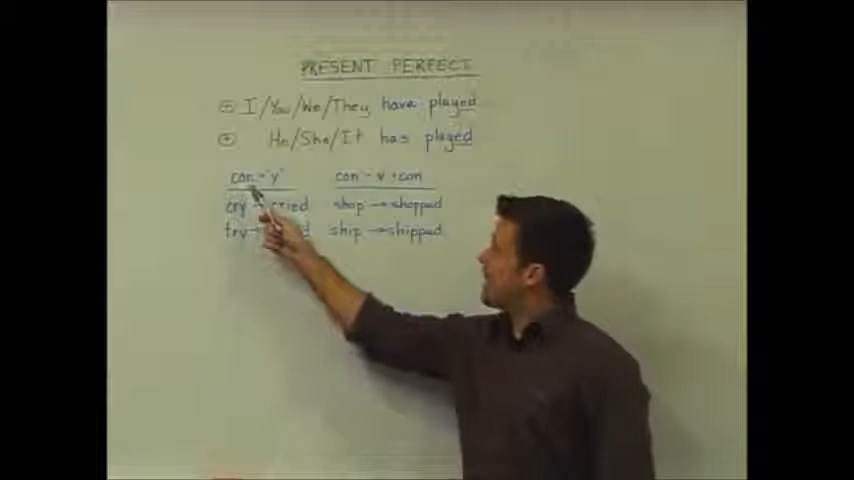 PRESENT PERFECT
+ I/You/We/They have played
+ He/She/It has played
con + 'y' con - v + con
cry → cried shop → shopped
try → shipped